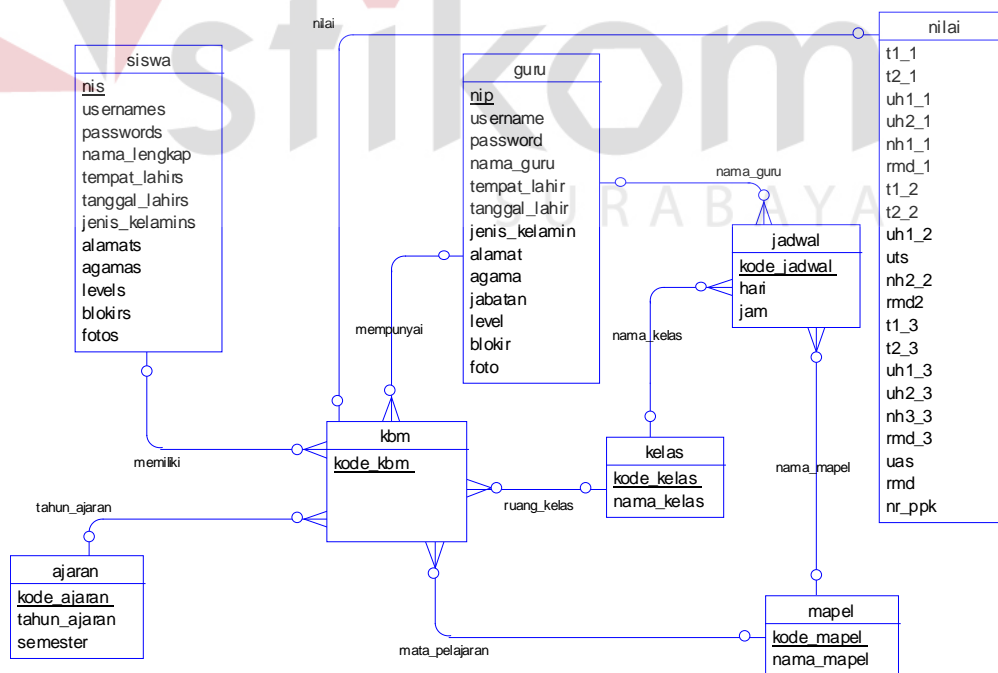 stikom
SURABAYA
nilai
siswa
nis
usernames
passwords
nama_lengkap
tempat_lahirs
tanggal_lahirs
jenis_kelamins
alamats
agamas
levels
blokirs
fotos
guru
nip
username
password
nama_guru
tempat_lahir
tanggal_lahir
jenis_kelamin
alamat
agama
jabatan
level
blokir
foto
nilai
t1_1
t2_1
uh1_1
uh2_1
nh1_1
rmd_1
t1_2
t2_2
uh1_2
uts
nh2_2
rmd2
t1_3
t2_3
uh1_3
uh2_3
nh3_3
rmd_3
uas
rmd
nr_ppk
nama_guru
jadwal
kode_jadwal
hari
jam
mempunyai
nama_kelas
memiliki
kbm
kode_kbm
kelas
kode_kelas
nama_kelas
nama_mapel
ruang_kelas
tahun_ajaran
ajaran
kode_ajaran
tahun_ajaran
semester
mata_pelajaran
mapel
kode_mapel
nama_mapel